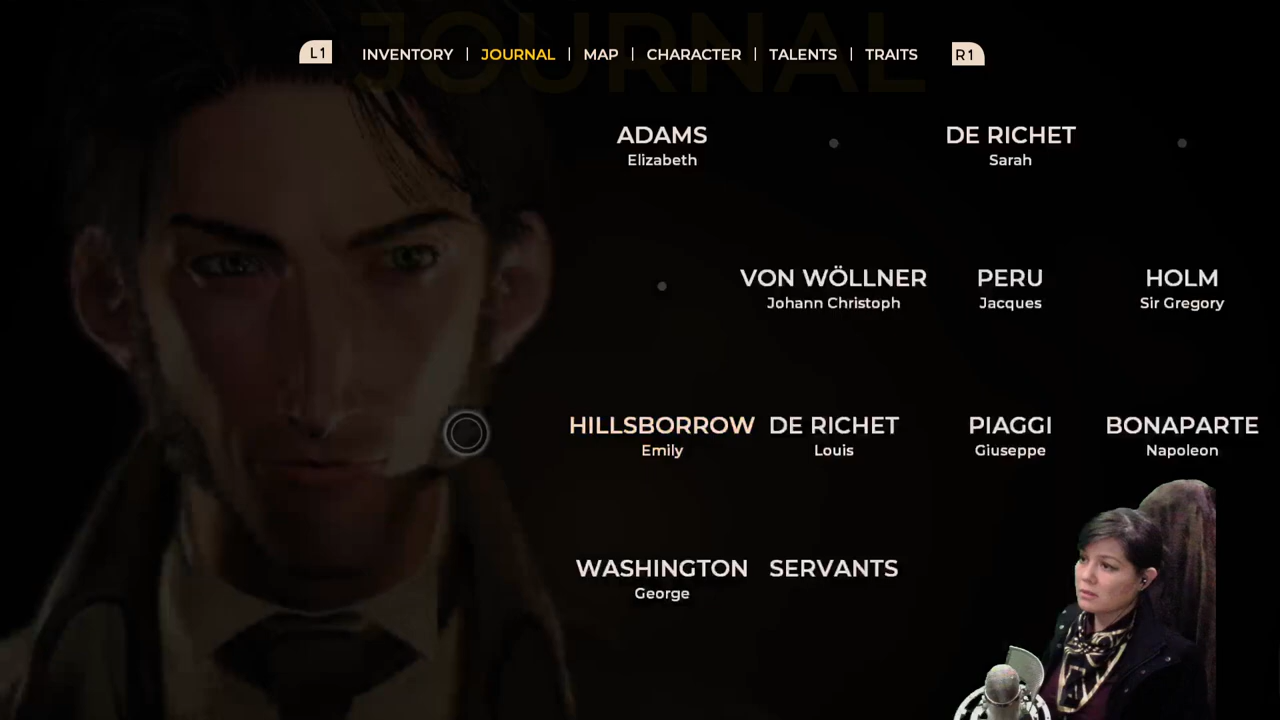 JOURNAL
L1 INVENTORY JOURNAL MAP CHARACTER TALENTS TRAITS R1
ADAMS
Elizabeth
DE RICHET
Sarah
VON WÖLLNER
Johann Christoph
PERU
Jacques
HOLM
Sir Gregory
HILLSBORROW
Emily
DE RICHET
Louis
PIAGGI
Giuseppe
BONAPARTE
Napoleon
WASHINGTON
George
SERVANTS